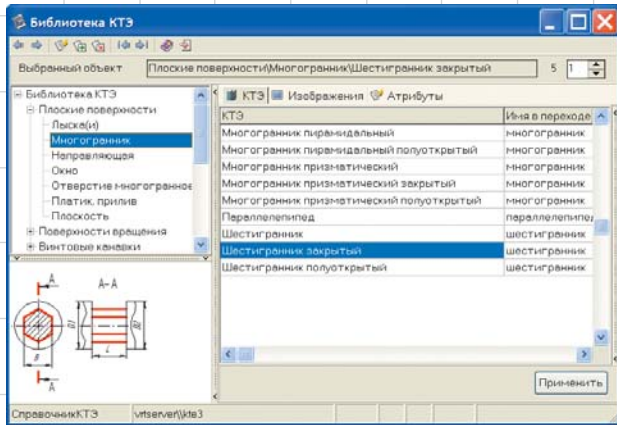 Библиотека КТЭ
Выбранный объект
Плоские поверхности\Многогранник\Шестигранник закрытый
5
1
Библиотека КТЭ
Плоские поверхности
Лыска(и)
Многогранник
Направляющая
Окно
Отверстие многогранное
Платик, прилив
Плоскость
Поверхности вращения
Винтовые канавки
КТЭ
Изображения
Атрибуты
КТЭ
Имя в переходе
Многогранник пирамидальный
многогранник
Многогранник пирамидальный полуоткрытый
многогранник
Многогранник призматический
многогранник
Многогранник призматический закрытый
многогранник
Многогранник призматический полуоткрытый
многогранник
Параллелепипед
параллелепипед
Шестигранник
шестигранник
Шестигранник закрытый
шестигранник
Шестигранник полуоткрытый
шестигранник
А
А-А
B
L
А
Применить
СправочникКТЭ
vrtserver\\kte3